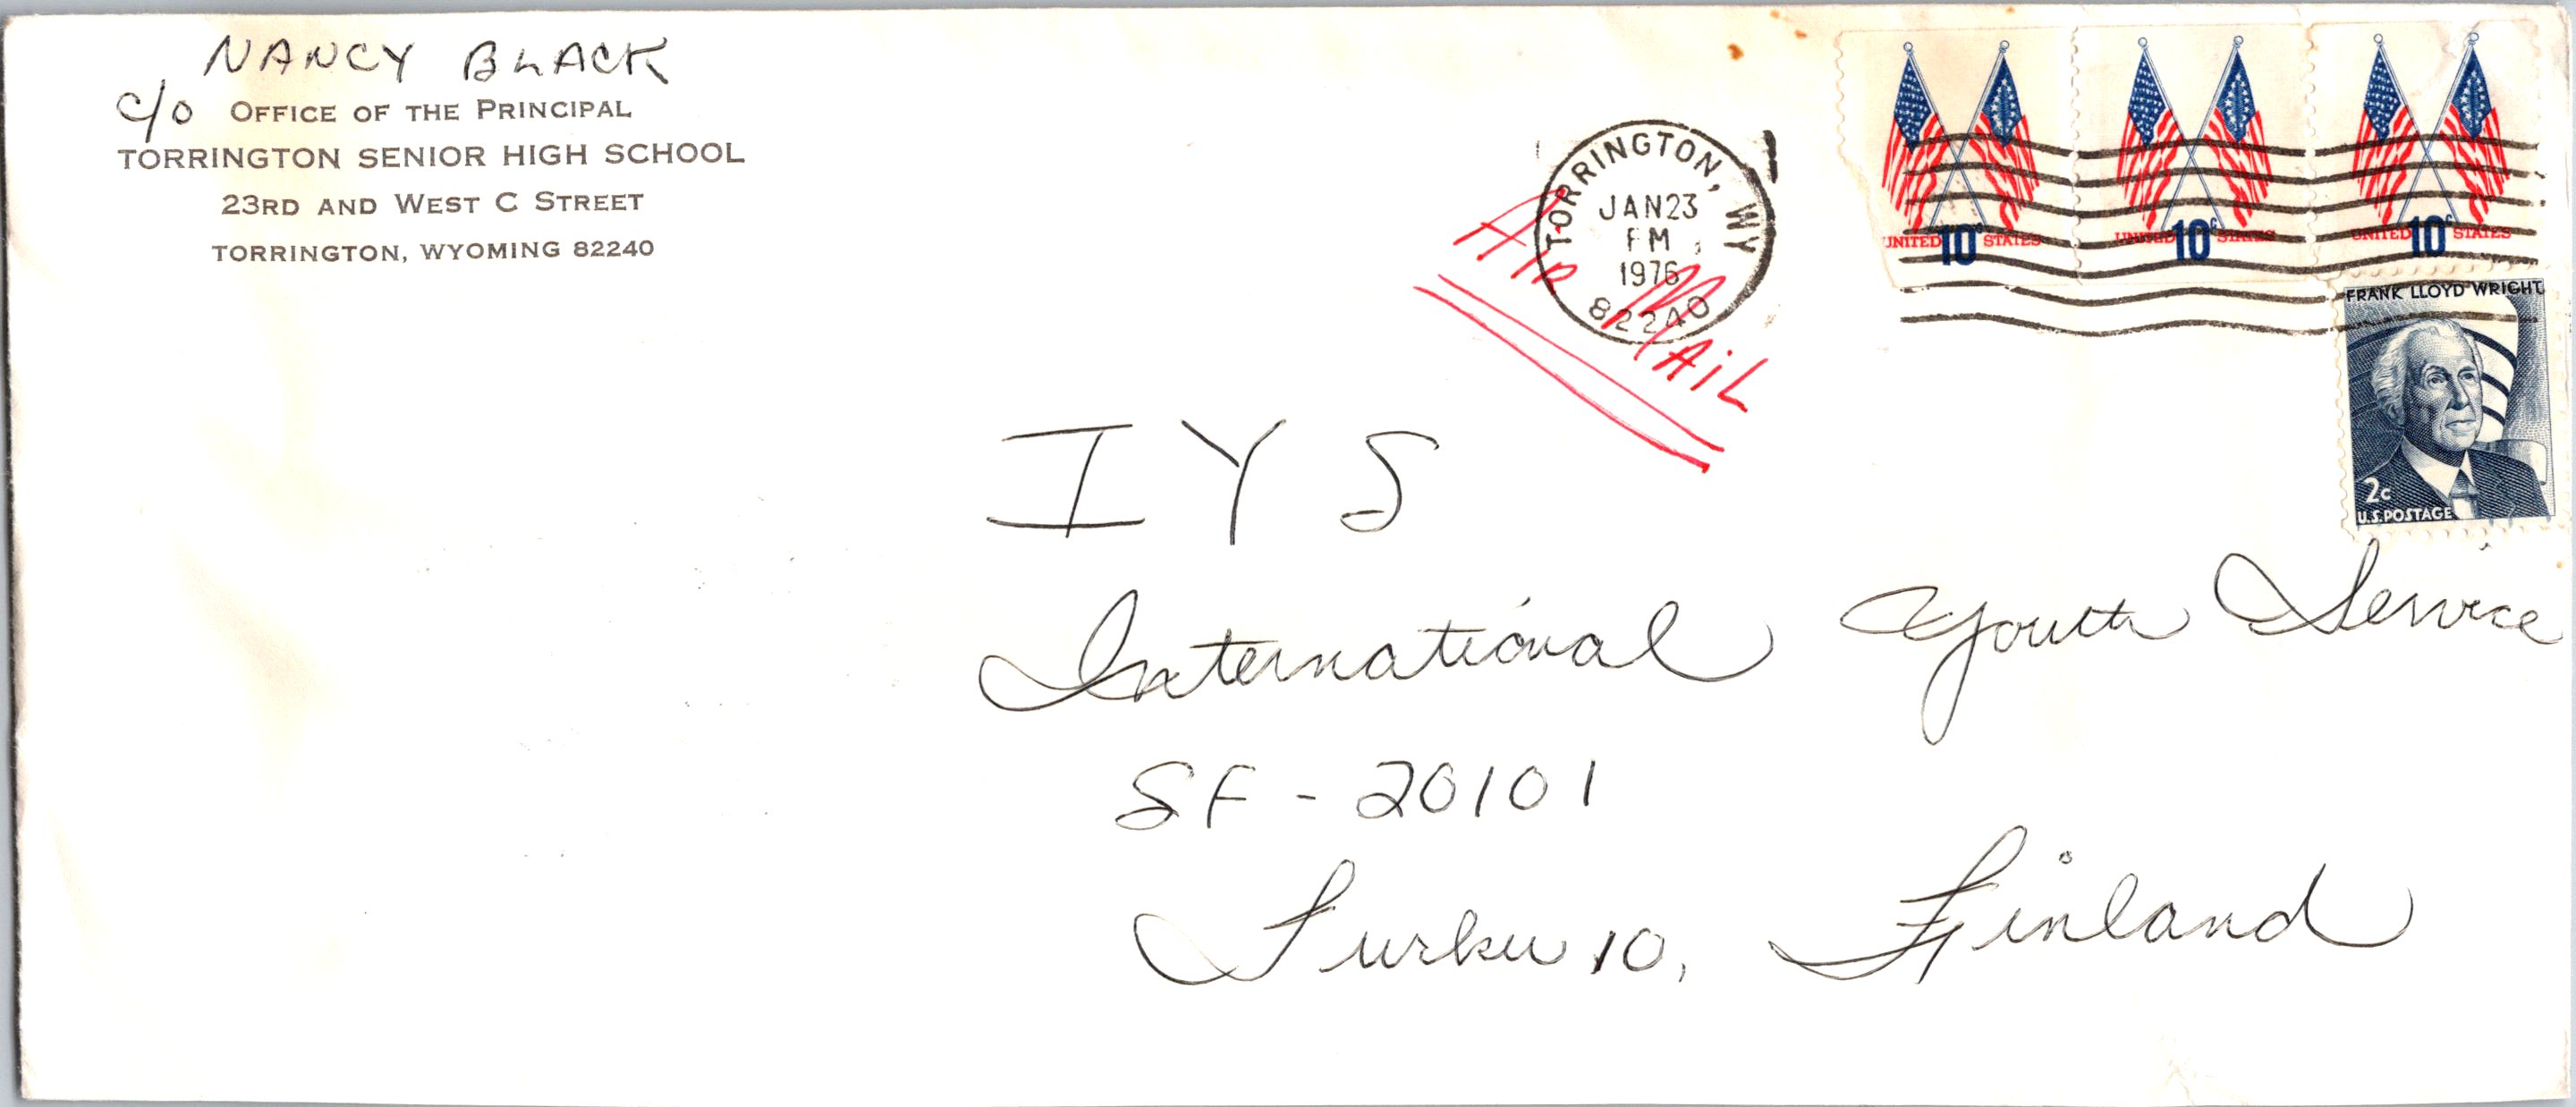 NANCY BLACK
c/o OFFICE OF THE PRINCIPAL
TORRINGTON SENIOR HIGH SCHOOL
23RD AND WEST C STREET
TORRINGTON, WYOMING 82240
AIR MAIL
TORRINGTON, WY
JAN 23
PM
1976
82240
UNITED 10c STATES
UNITED 10c STATES
UNITED 10c STATES
FRANK LLOYD WRIGHT
2c
U.S. POSTAGE
I Y S
International Youth Service
SF - 20101
Turku 10, Finland